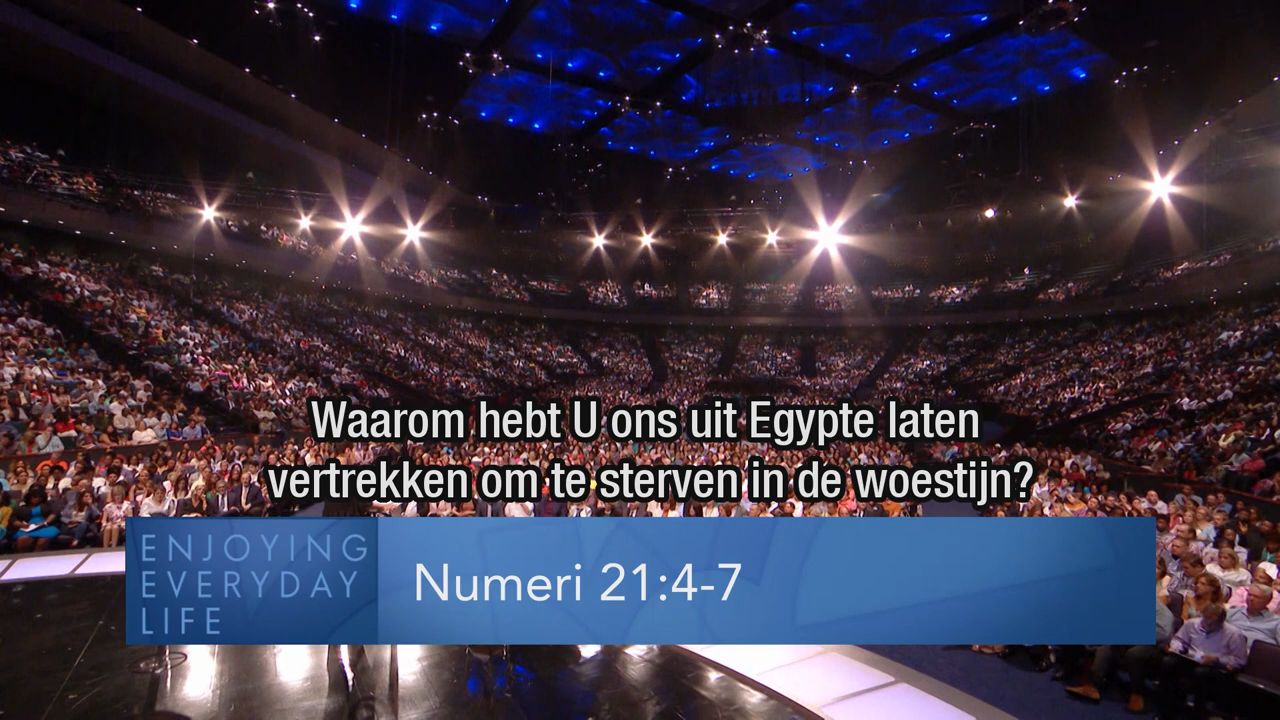 Waarom hebt U ons uit Egypte laten
vertrekken om te sterven in de woestijn?
ENJOYING
EVERYDAY
LIFE
Numeri 21:4-7